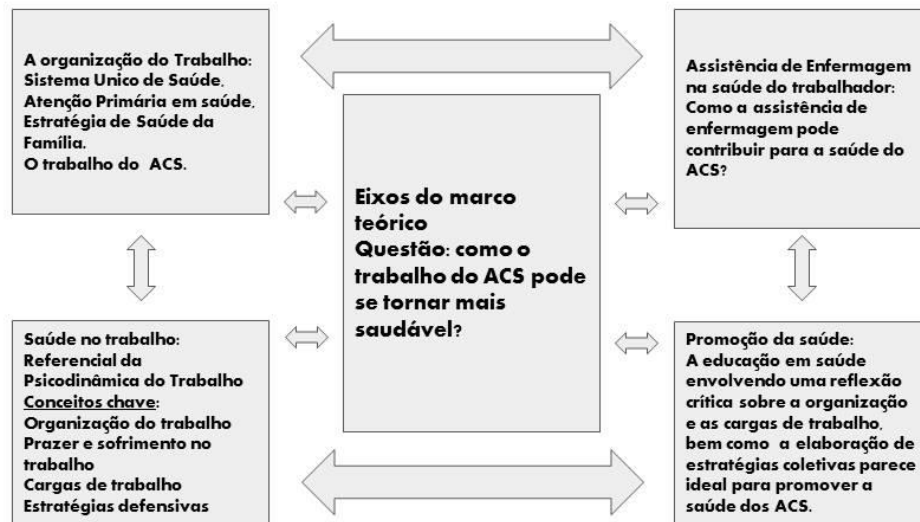 A organização do Trabalho:
Sistema Unico de Saúde,
Atenção Primária em saúde,
Estratégia de Saúde da
Família.
O trabalho do ACS.
Assistência de Enfermagem
na saúde do trabalhador:
Como a assistência de
enfermagem pode
contribuir para a saúde do
ACS?
Eixos do marco
teórico
Questão: como o
trabalho do ACS pode
se tornar mais
saudável?
Saúde no trabalho:
Referencial da
Psicodinâmica do Trabalho
Conceitos chave:
Organização do trabalho
Prazer e sofrimento no
trabalho
Cargas de trabalho
Estratégias defensivas
Promoção da saúde:
A educação em saúde
envolvendo uma reflexão
crítica sobre a organização
e as cargas de trabalho,
bem como a elaboração de
estratégias coletivas parece
ideal para promover a
saúde dos ACS.